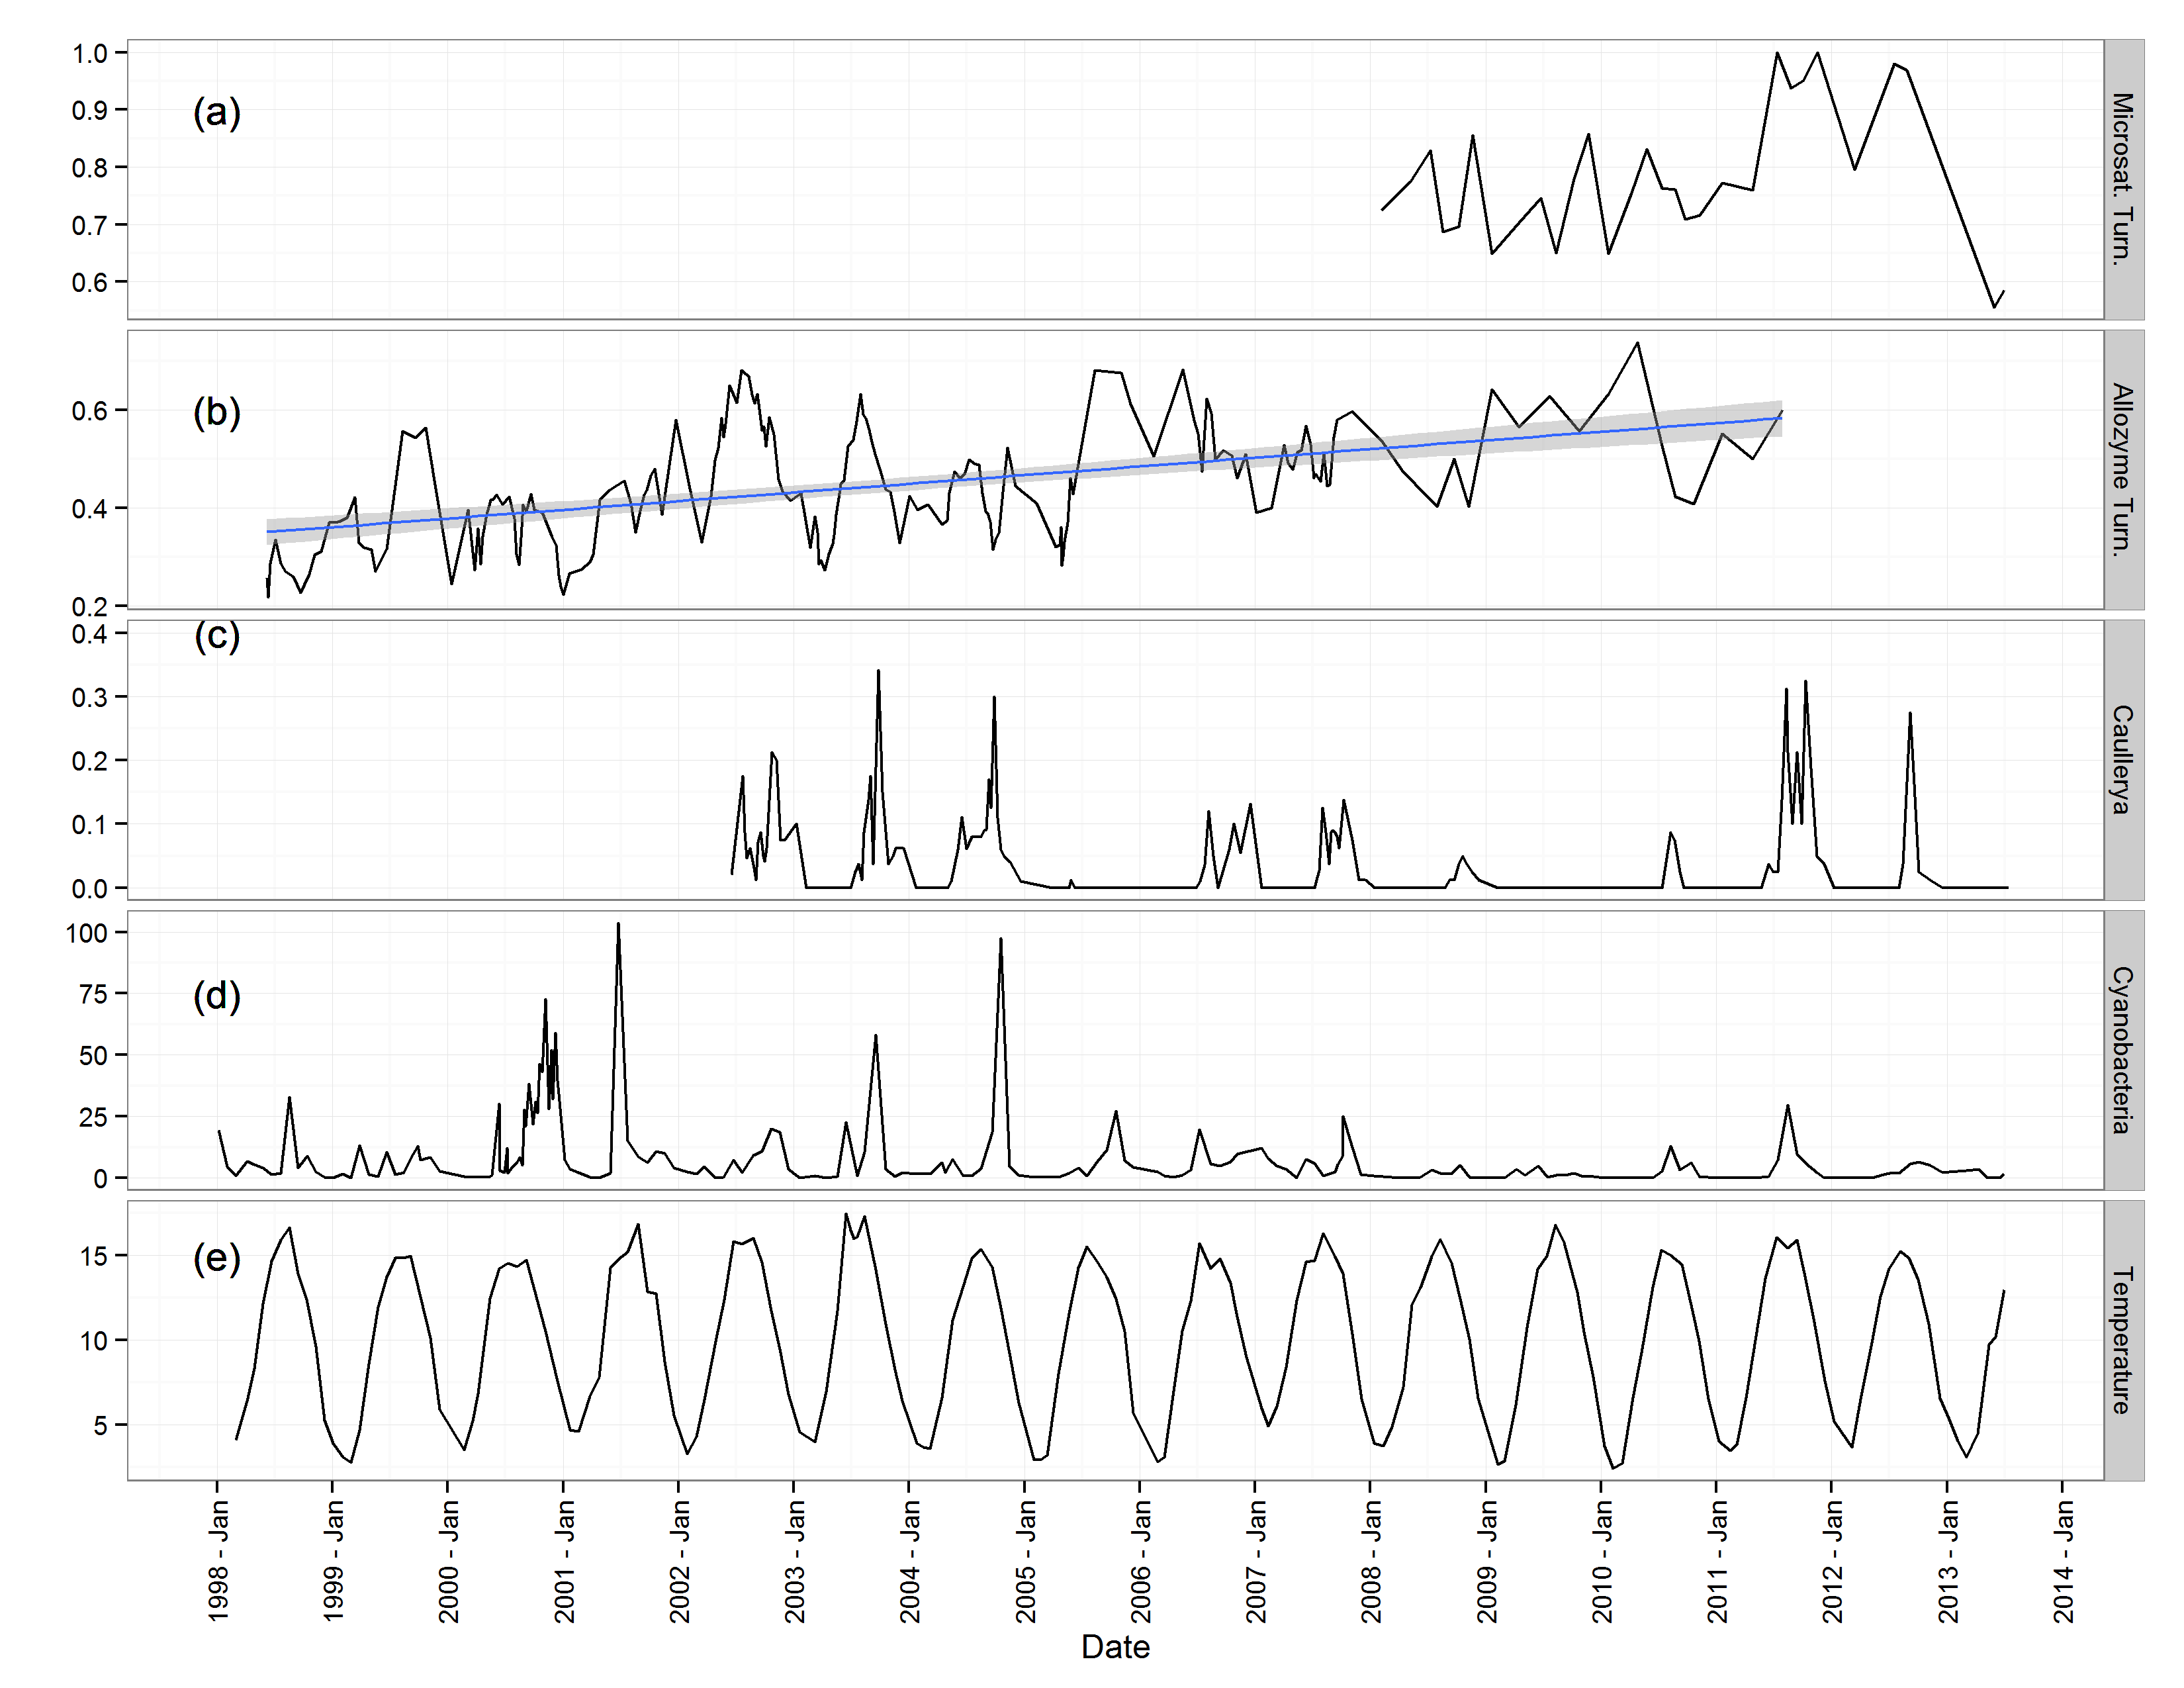 1.0
0.9
0.8
0.7
0.6
(a)
Microsat. Turn.
0.6
0.4
0.2
(b)
Allozyme Turn.
0.4
0.3
0.2
0.1
0.0
(c)
Caullerya
100
75
50
25
0
(d)
Cyanobacteria
15
10
5
(e)
Temperature
1998 - Jan
1999 - Jan
2000 - Jan
2001 - Jan
2002 - Jan
2003 - Jan
2004 - Jan
2005 - Jan
2006 - Jan
2007 - Jan
2008 - Jan
2009 - Jan
2010 - Jan
2011 - Jan
2012 - Jan
2013 - Jan
2014 - Jan
Date